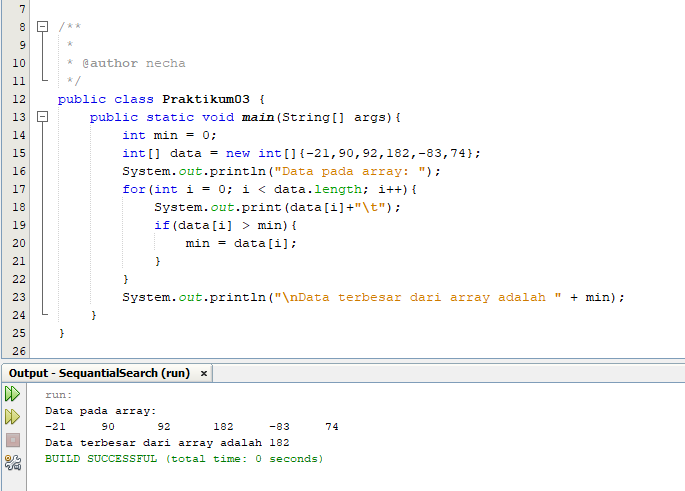 7
8 /**
9 *
10 * @author necha
11 */
12 public class Praktikum03 {
13 public static void main(String[] args){
14 int min = 0;
15 int[] data = new int[]{-21,90,92,182,-83,74};
16 System.out.println("Data pada array: ");
17 for(int i = 0; i < data.length; i++){
18 System.out.print(data[i]+"\t");
19 if(data[i] > min){
20 min = data[i];
21 }
22 }
23 System.out.println("\nData terbesar dari array adalah " + min);
24 }
25 }
26
Output - SequantialSearch (run) ×
run:
Data pada array:
-21 90 92 182 -83 74
Data terbesar dari array adalah 182
BUILD SUCCESSFUL (total time: 0 seconds)